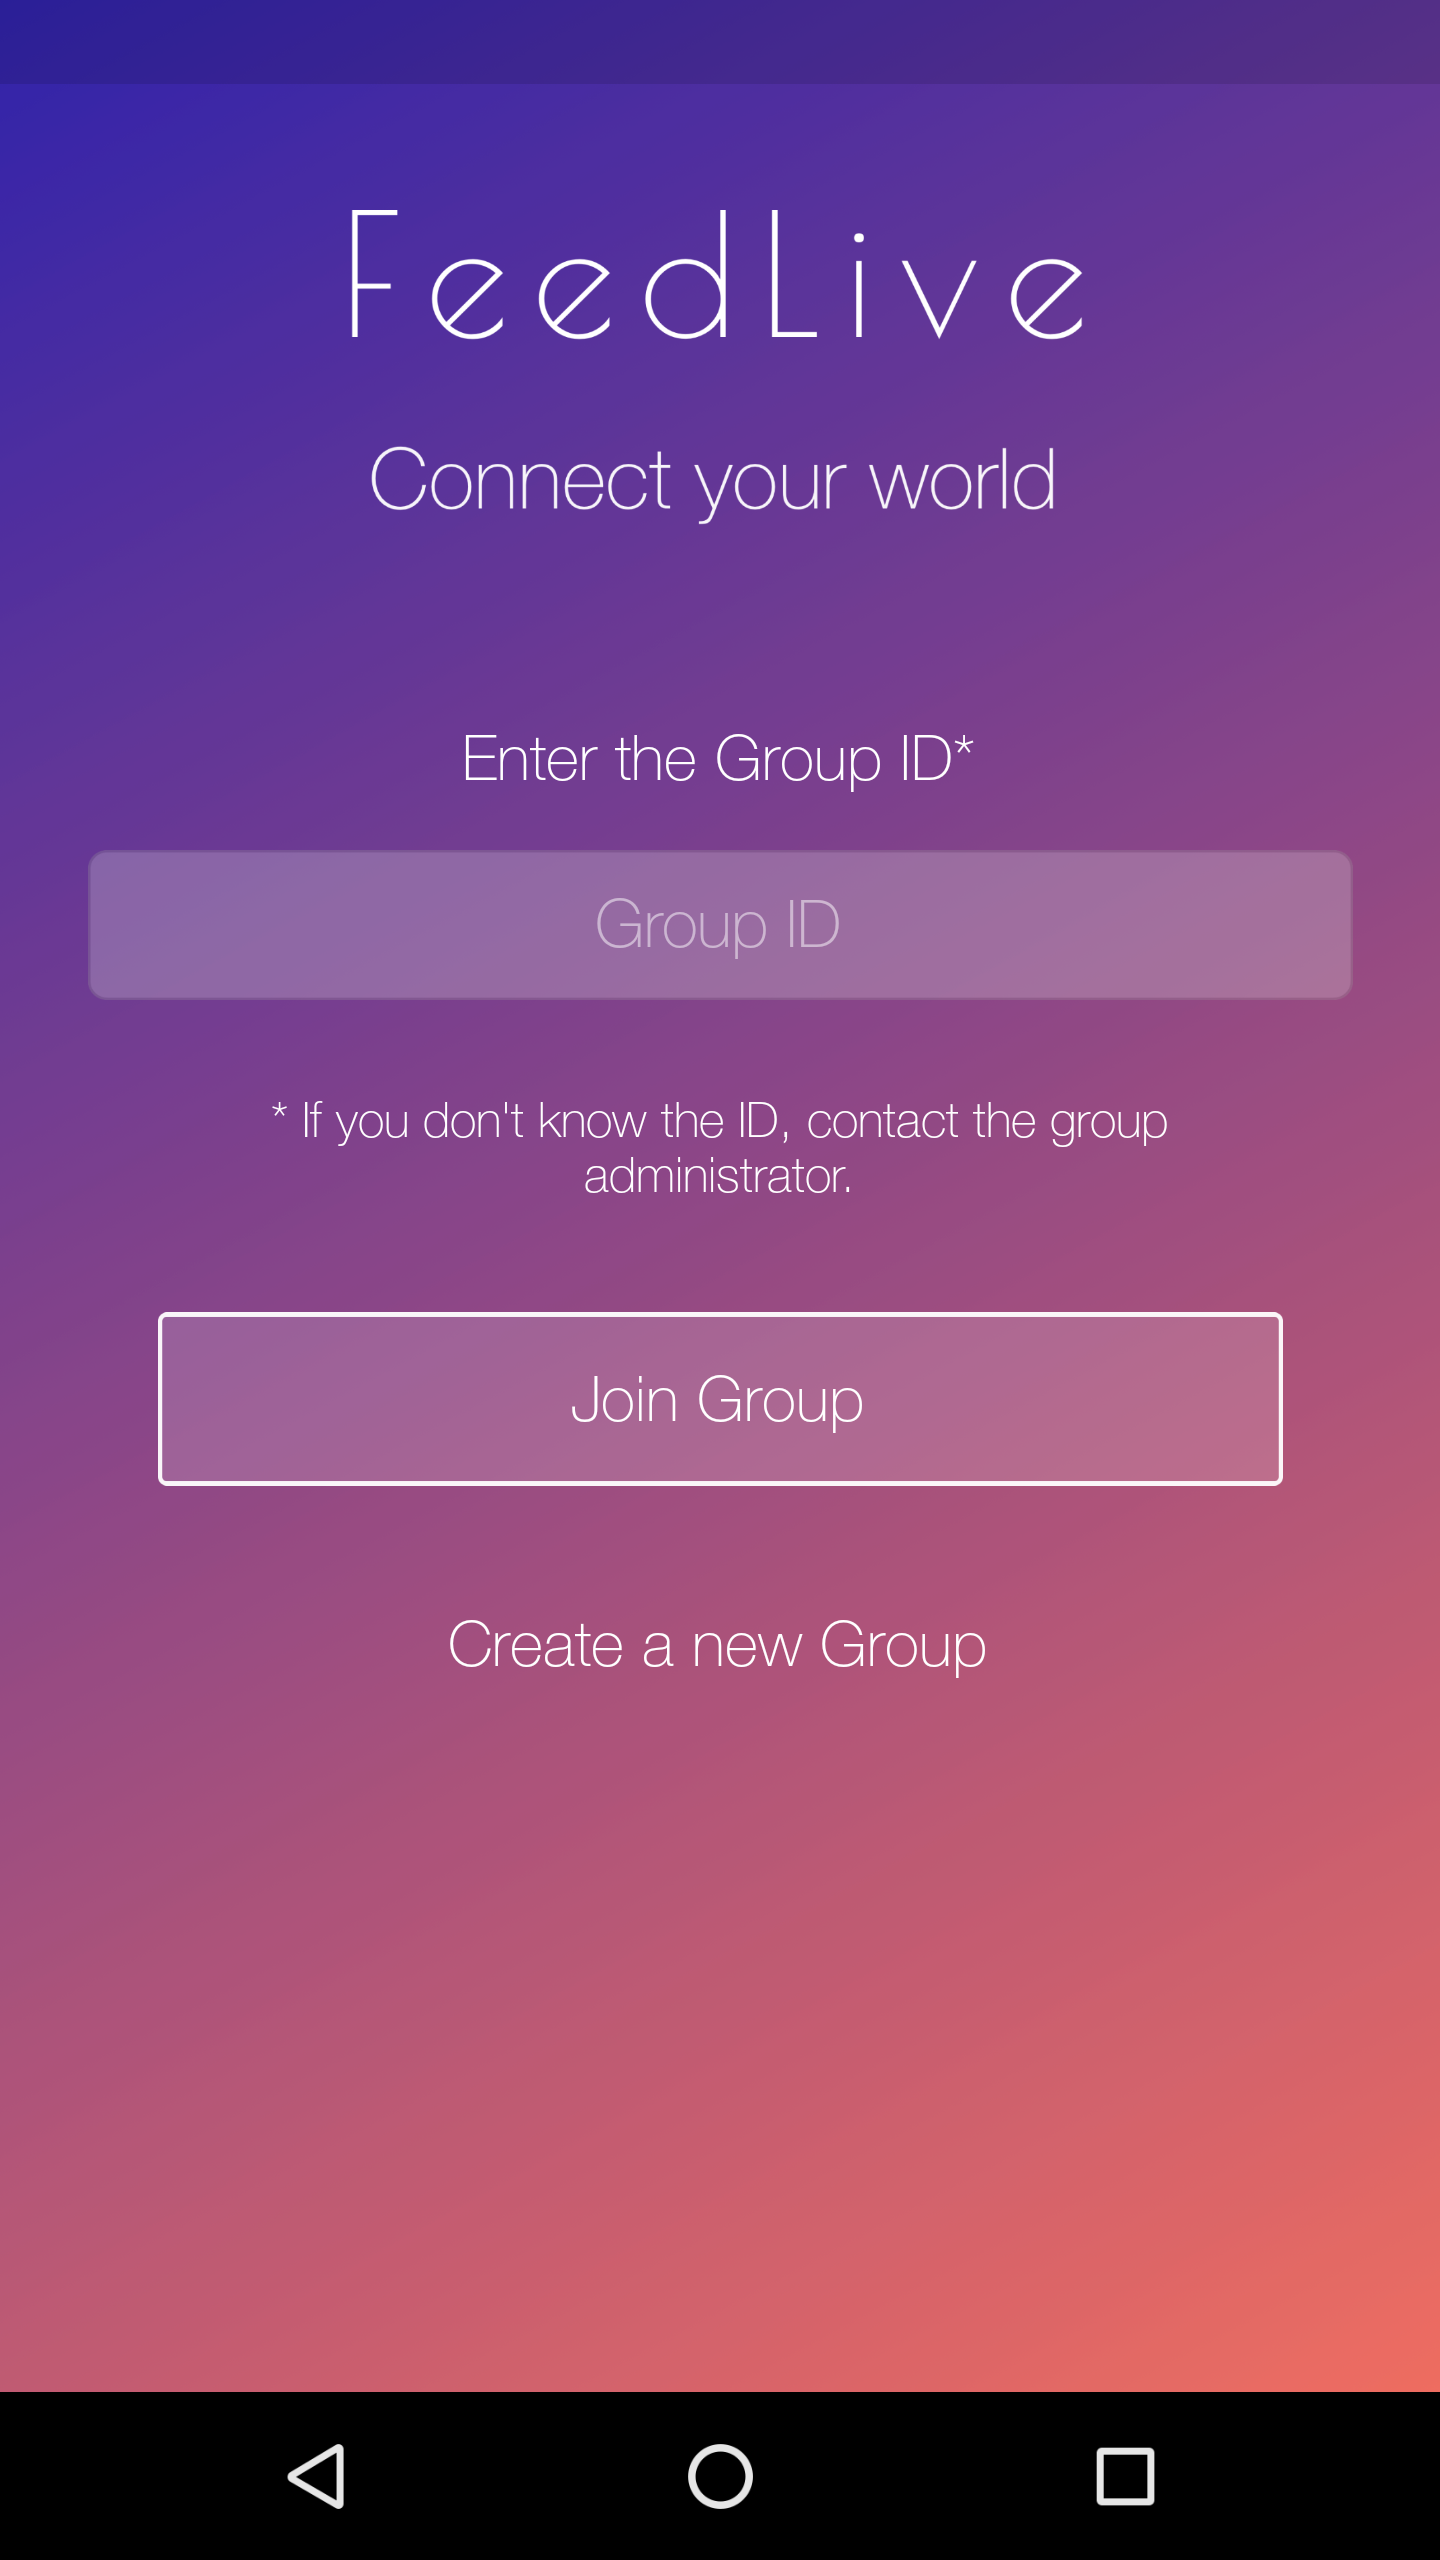 FeedLive
Connect your world
Enter the Group ID*
Group ID
* If you don't know the ID, contact the group
administrator.
Join Group
Create a new Group